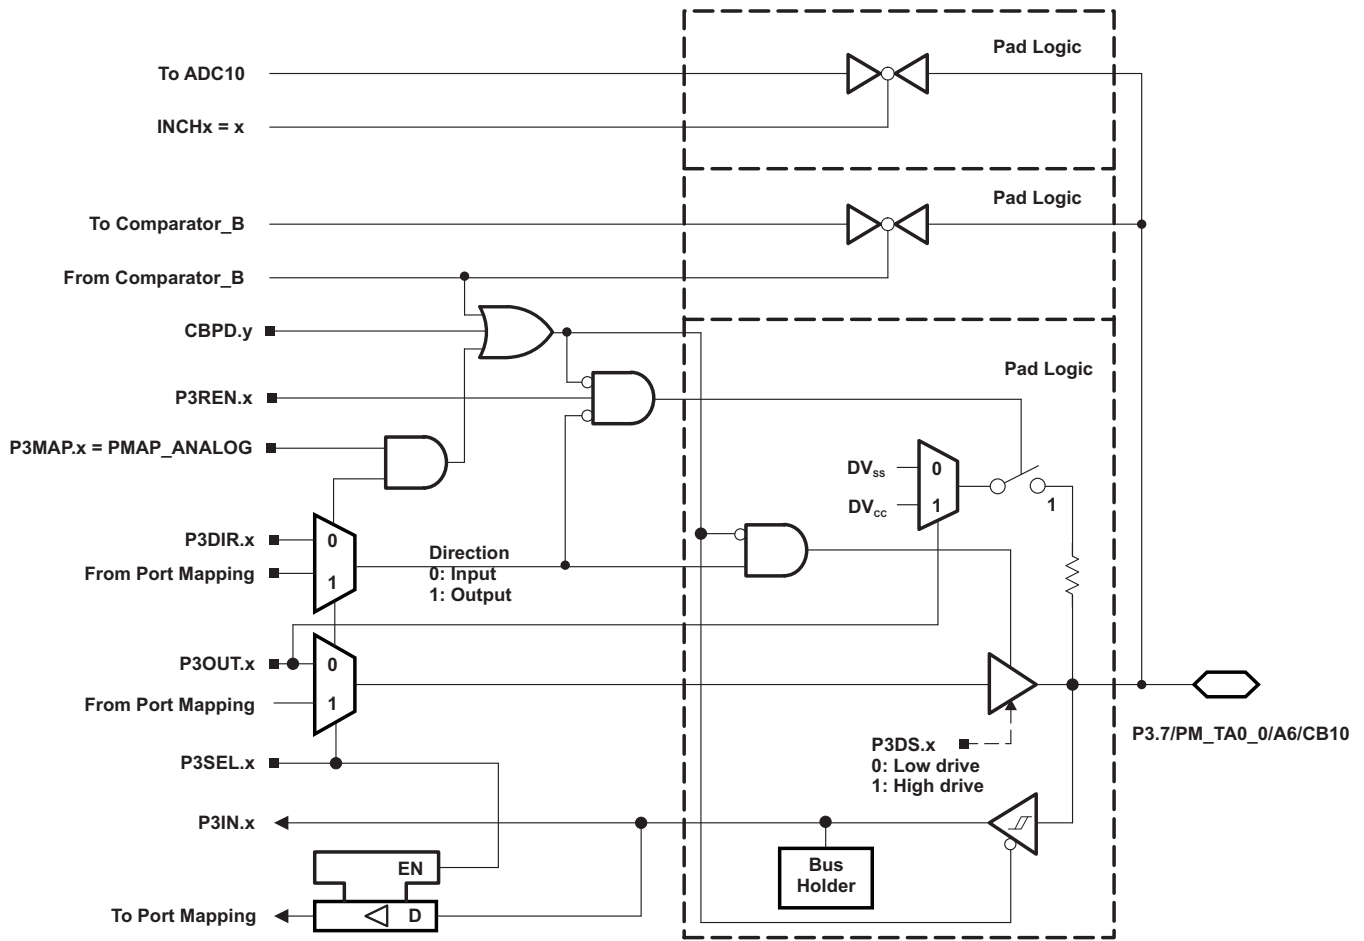 Pad Logic
To ADC10
INCHx = x
Pad Logic
To Comparator_B
From Comparator_B
CBPD.y
Pad Logic
P3REN.x
P3MAP.x = PMAP_ANALOG
DVSS
0
DVCC
1
1
P3DIR.x
0
From Port Mapping
1
Direction
0: Input
1: Output
P3OUT.x
0
From Port Mapping
1
P3.7/PM_TA0_0/A6/CB10
P3DS.x
0: Low drive
1: High drive
P3SEL.x
P3IN.x
EN
Bus
Holder
To Port Mapping
D